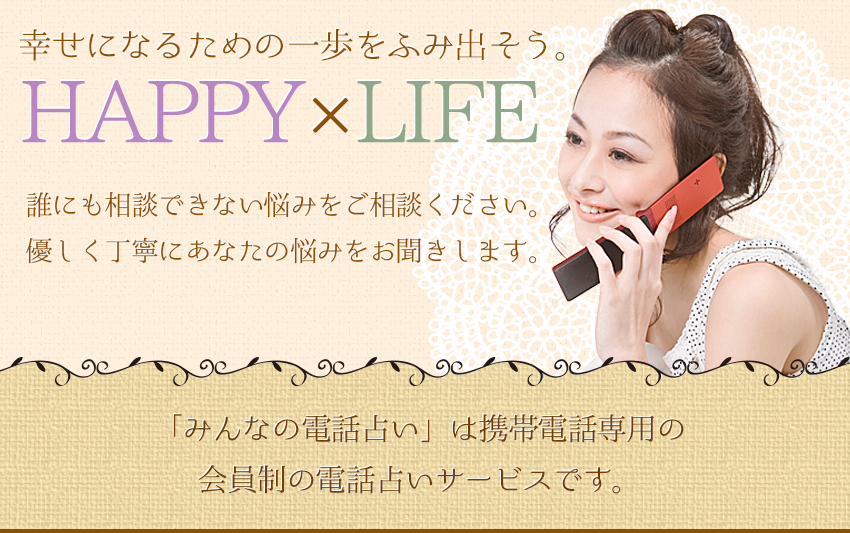 幸せになるための一歩をふみ出そう。
HAPPY×LIFE
誰にも相談できない悩みをご相談ください。
優しく丁寧にあなたの悩みをお聞きします。
「みんなの電話占い」は携帯電話専用の
会員制の電話占いサービスです。